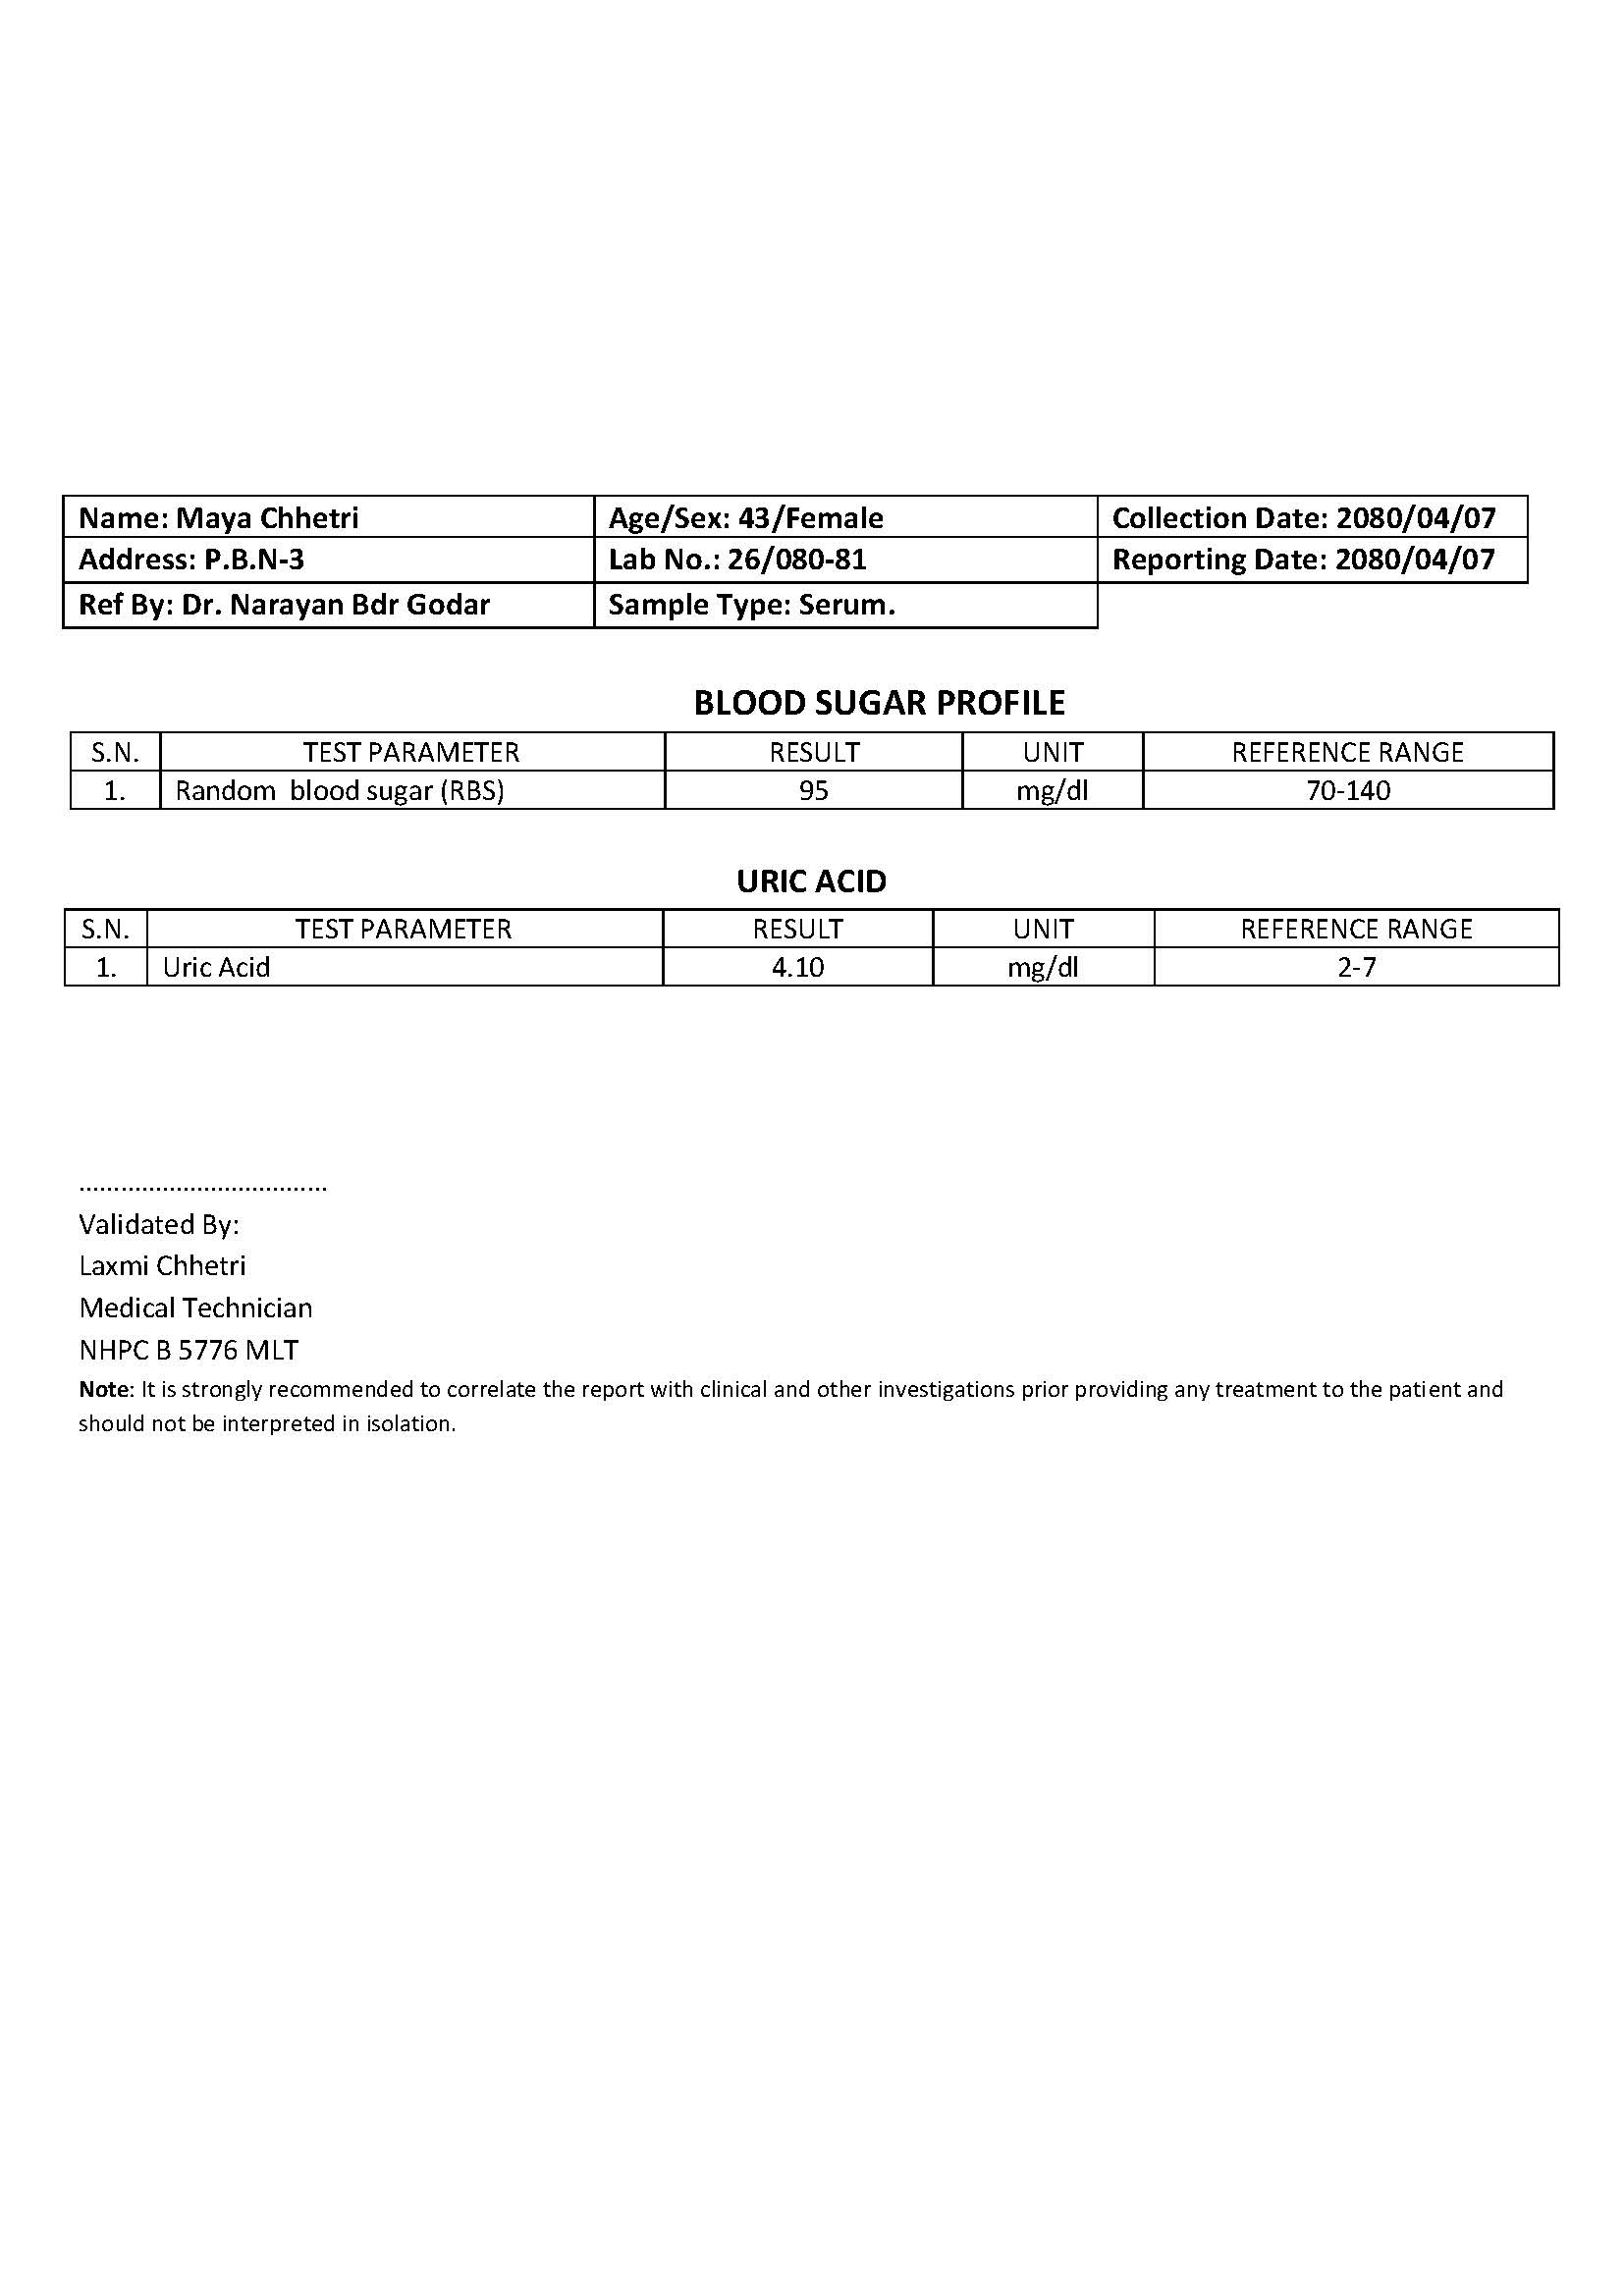 Name: Maya Chhetri Age/Sex: 43/Female Collection Date: 2080/04/07
Address: P.B.N-3 Lab No.: 26/080-81 Reporting Date: 2080/04/07
Ref By: Dr. Narayan Bdr Godar Sample Type: Serum.
BLOOD SUGAR PROFILE
S.N. TEST PARAMETER RESULT UNIT REFERENCE RANGE
1. Random blood sugar (RBS) 95 mg/dl 70-140
URIC ACID
S.N. TEST PARAMETER RESULT UNIT REFERENCE RANGE
1. Uric Acid 4.10 mg/dl 2-7
....................................
Validated By:
Laxmi Chhetri
Medical Technician
NHPC B 5776 MLT
Note: It is strongly recommended to correlate the report with clinical and other investigations prior providing any treatment to the patient and
should not be interpreted in isolation.